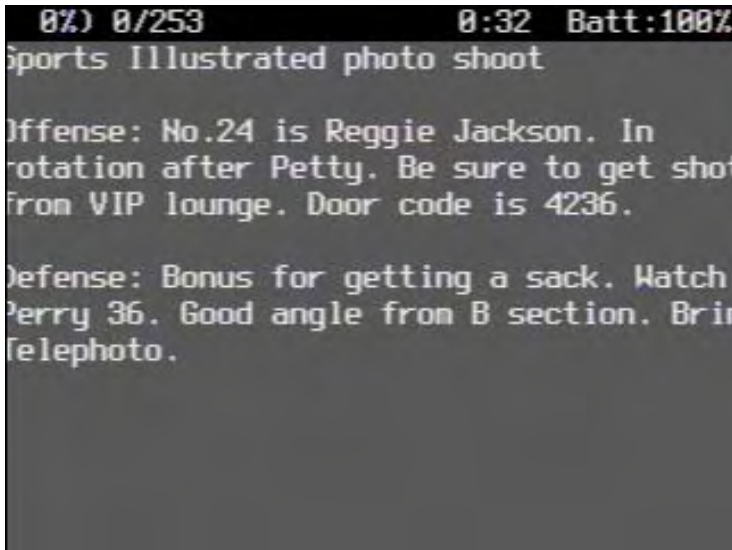 0%) 0/253 0:32 Batt:100%
Sports Illustrated photo shoot
Offense: No.24 is Reggie Jackson. In
rotation after Petty. Be sure to get shot
from VIP lounge. Door code is 4236.
Defense: Bonus for getting a sack. Watch
Perry 36. Good angle from B section. Brin
Telephoto.